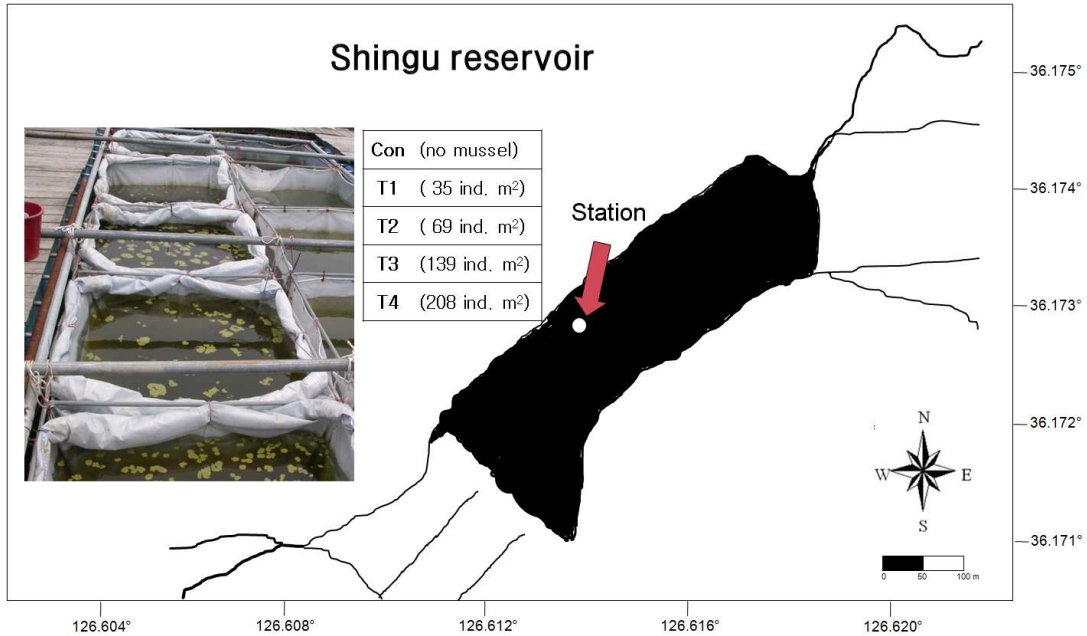 Shingu reservoir
Con (no mussel)
T1 ( 35 ind. m²)
T2 ( 69 ind. m²)
T3 (139 ind. m²)
T4 (208 ind. m²)
Station
36.175°
36.174°
36.173°
36.172°
36.171°
N
W E
S
0 50 100 m
126.604° 126.608° 126.612° 126.616° 126.620°